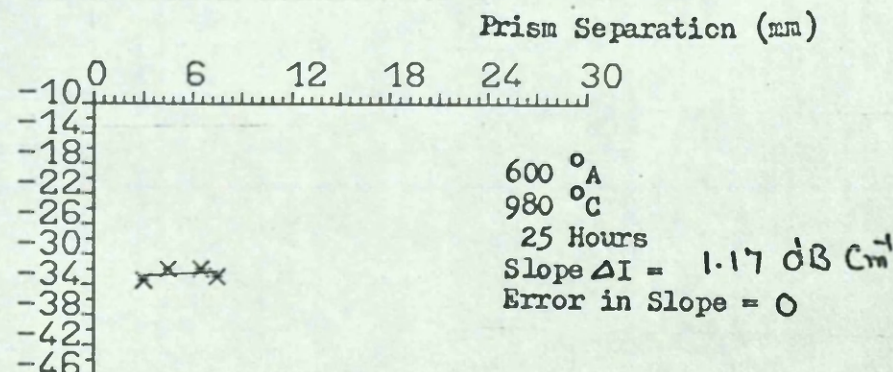 Prism Separation (mm)
0 6 12 18 24 30
-10
-14
-18
-22
-26
-30
-34
-38
-42
-46
600 °A
980 °C
25 Hours
Slope ΔI = 1.17 dB Cm⁻¹
Error in Slope = 0